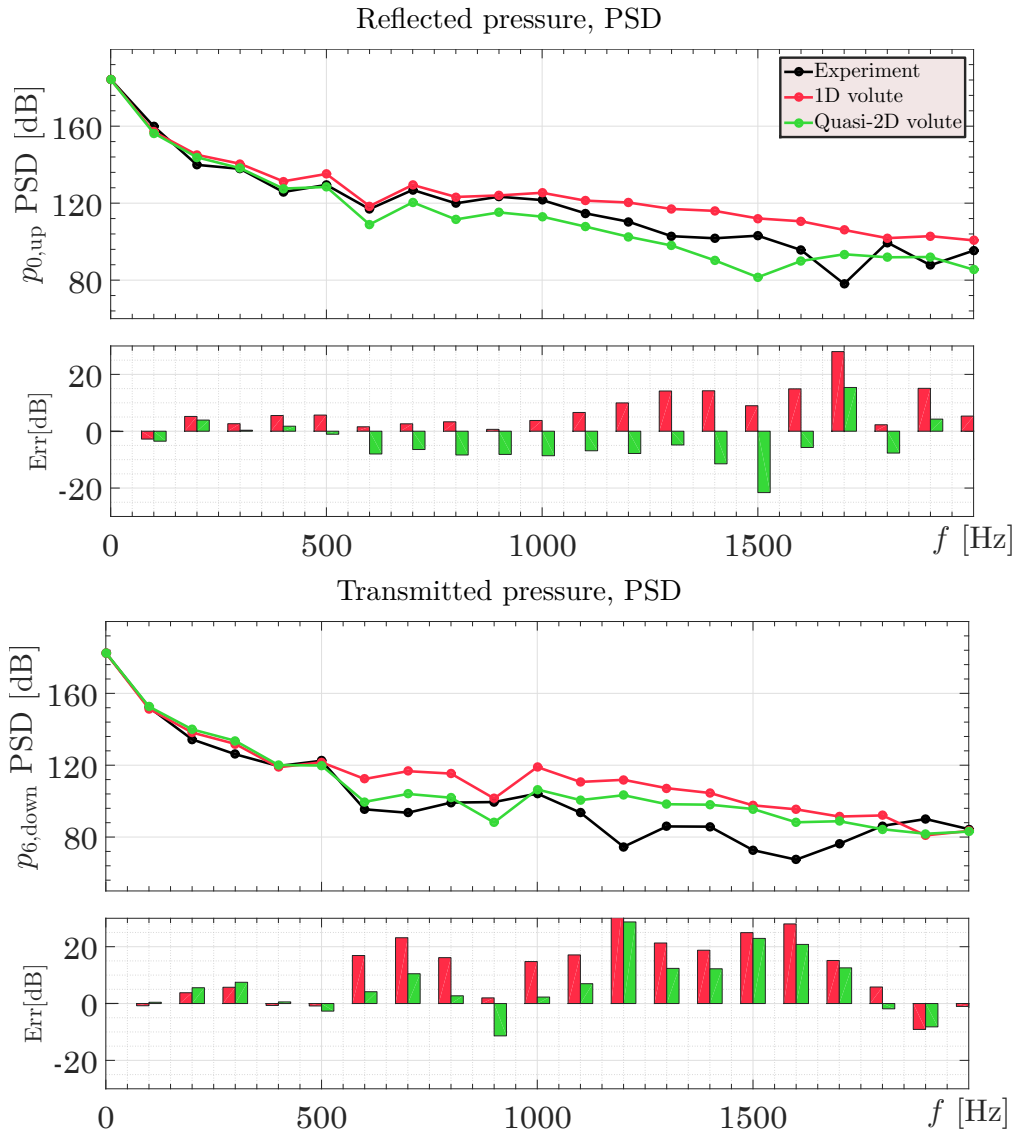 Reflected pressure, PSD
p0,up PSD [dB]
160
120
80
Experiment
1D volute
Quasi-2D volute
Err[dB]
20
0
-20
0 500 1000 1500 f [Hz]
Transmitted pressure, PSD
p6,down PSD [dB]
160
120
80
Err[dB]
20
0
-20
0 500 1000 1500 f [Hz]